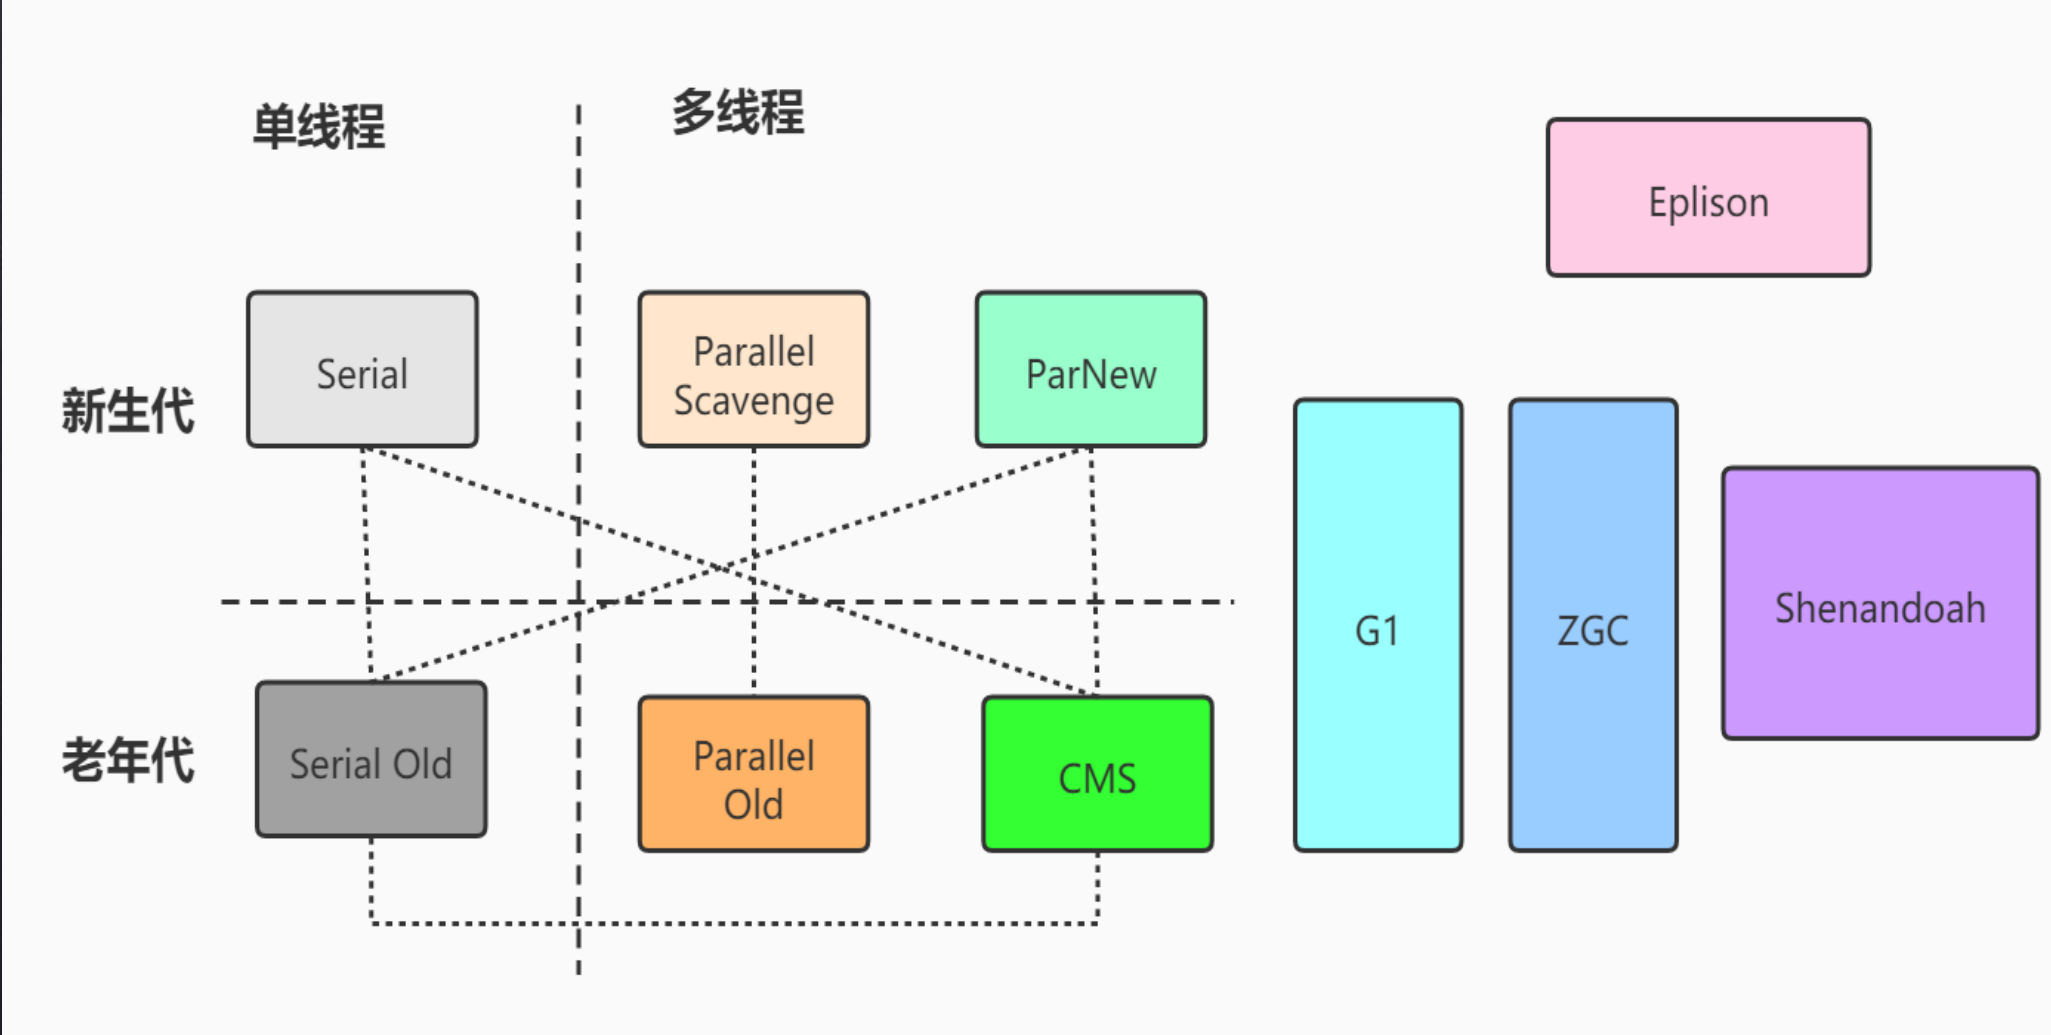 单线程
多线程
Eplison
Serial
Parallel
Scavenge
ParNew
新生代
G1
ZGC
Shenandoah
老年代
Serial Old
Parallel
Old
CMS